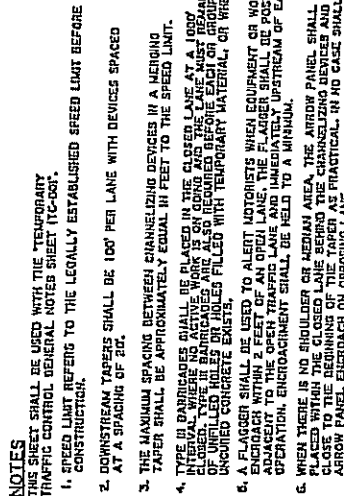 NOTES
THIS SHEET SHALL BE USED WITH THE "TEMPORARY
TRAFFIC CONTROL GENERAL NOTES SHEET (TC-00)".
1. SPEED LIMIT REFERS TO THE LEGALLY ESTABLISHED SPEED LIMIT BEFORE
CONSTRUCTION.
2. DOWNSTREAM TAPERS SHALL BE 100' PER LANE WITH DEVICES SPACED
AT A SPACING OF 20'.
3. THE MAXIMUM SPACING BETWEEN CHANNELIZING DEVICES IN A MERGING
TAPER SHALL BE APPROXIMATELY EQUAL IN FEET TO THE SPEED LIMIT.
4. TYPE III BARRICADES SHALL BE PLACED IN THE CLOSED LANE AT A 1000'
INTERVAL WHERE NO ACTIVE WORK IS ON GOING AND THE LANE MUST REMAI
CLOSED. TYPE III BARRICADES ARE ALSO REQUIRED BEFORE EACH OR GROUP
OF UNFILLED HOLES OR HOLES FILLED WITH TEMPORARY MATERIAL, OR WHE
UNCURED CONCRETE EXISTS.
5. A FLAGGER SHALL BE USED TO ALERT MOTORISTS WHEN EQUIPMENT OR WO
ENCROACH WITHIN 2 FEET OF AN OPEN LANE. THE FLAGGER SHALL BE POS
ADJACENT TO THE OPEN TRAFFIC LANE AND IMMEDIATELY UPSTREAM OF EA
OPERATION. ENCROACHMENT SHALL BE HELD TO A MINIMUM.
6. WHEN THERE IS NO SHOULDER OR MEDIAN AREA, THE ARROW PANEL SHALL
PLACED WITHIN THE CLOSED LANE BEHIND THE CHANNELIZING DEVICES AND
CLOSE TO THE BEGINNING OF THE TAPER AS PRACTICAL. IN NO CASE SHALL
ARROW PANEL ENCROACH ON OPPOSING LANE.